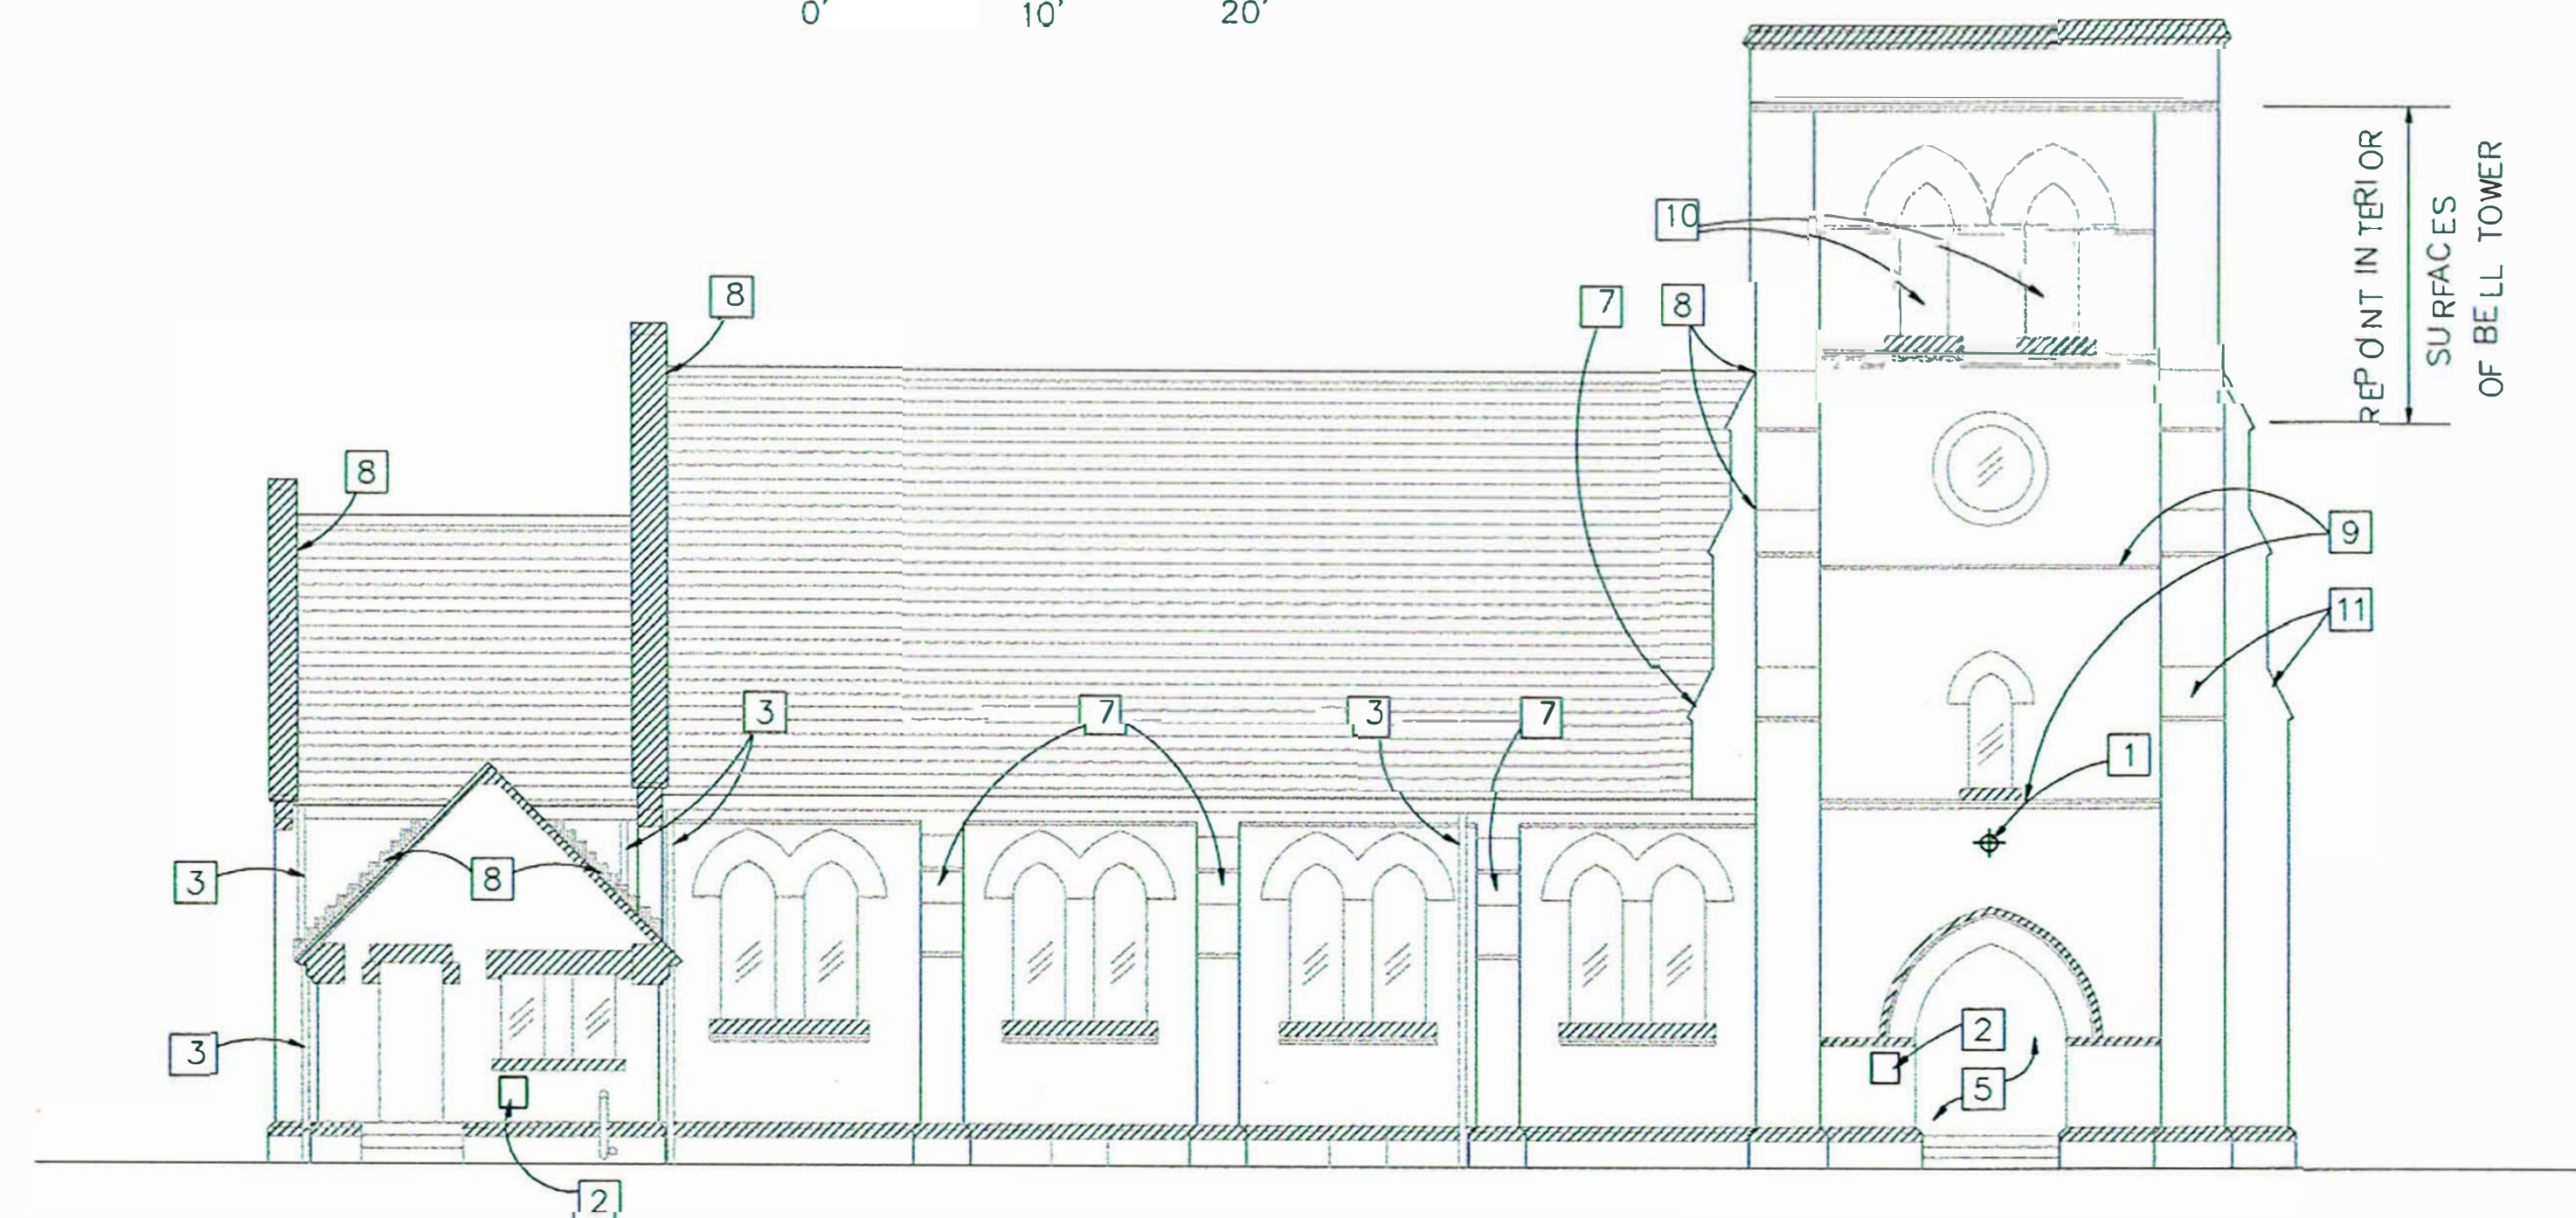 0' 10' 20'
REPOINT INTERIOR
SURFACES
OF BELL TOWER
10
8
7 8
8
9
11
3 7 3 7
1
3 8
2
3
5
2